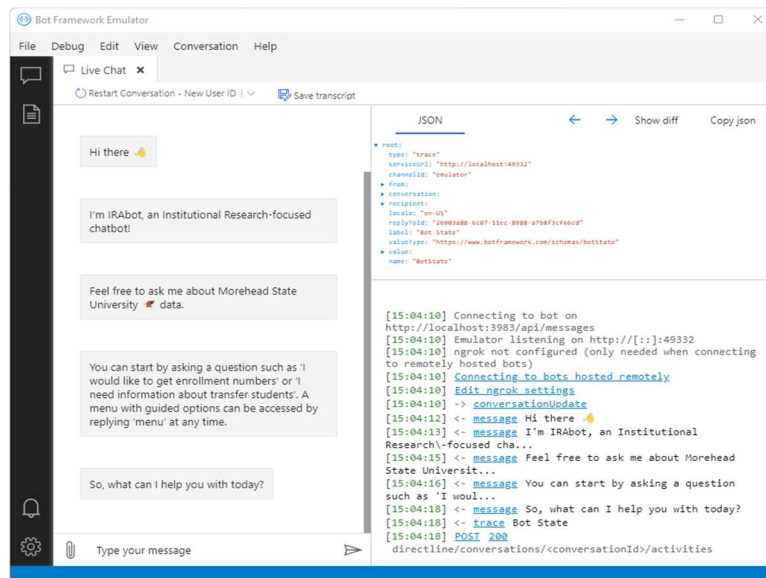 Bot Framework Emulator
File Debug Edit View Conversation Help
Live Chat
Restart Conversation - New User ID
Save transcript
Hi there 👋
I'm IRAbot, an Institutional Research-focused
chatbot!
Feel free to ask me about Morehead State
University 🦅 data.
You can start by asking a question such as 'I
would like to get enrollment numbers' or 'I
need information about transfer students'. A
menu with guided options can be accessed by
replying 'menu' at any time.
So, what can I help you with today?
Type your message
JSON
Show diff
Copy json
root:
type: "trace"
serviceUrl: "http://localhost:49332"
channelId: "emulator"
from:
conversation:
recipient:
locale: "en-US"
label: "Bot State"
valueType: "https://www.botframework.com/schemas/botState"
value:
name: "BotState"
[15:04:10] Connecting to bot on
http://localhost:3983/api/messages
[15:04:10] Emulator listening on http://[::]:49332
[15:04:10] ngrok not configured (only needed when connecting
to remotely hosted bots)
[15:04:10] Connecting to bots hosted remotely
[15:04:10] Edit ngrok settings
[15:04:10] -> conversationUpdate
[15:04:12] <- message Hi there 👋
[15:04:13] <- message I'm IRAbot, an Institutional
Research\-focused cha...
[15:04:15] <- message Feel free to ask me about Morehead
State Universit...
[15:04:16] <- message You can start by asking a question
such as 'I woul...
[15:04:18] <- message So, what can I help you with today?
[15:04:18] <- trace Bot State
[15:04:18] POST 200
directline/conversations/<conversationId>/activities